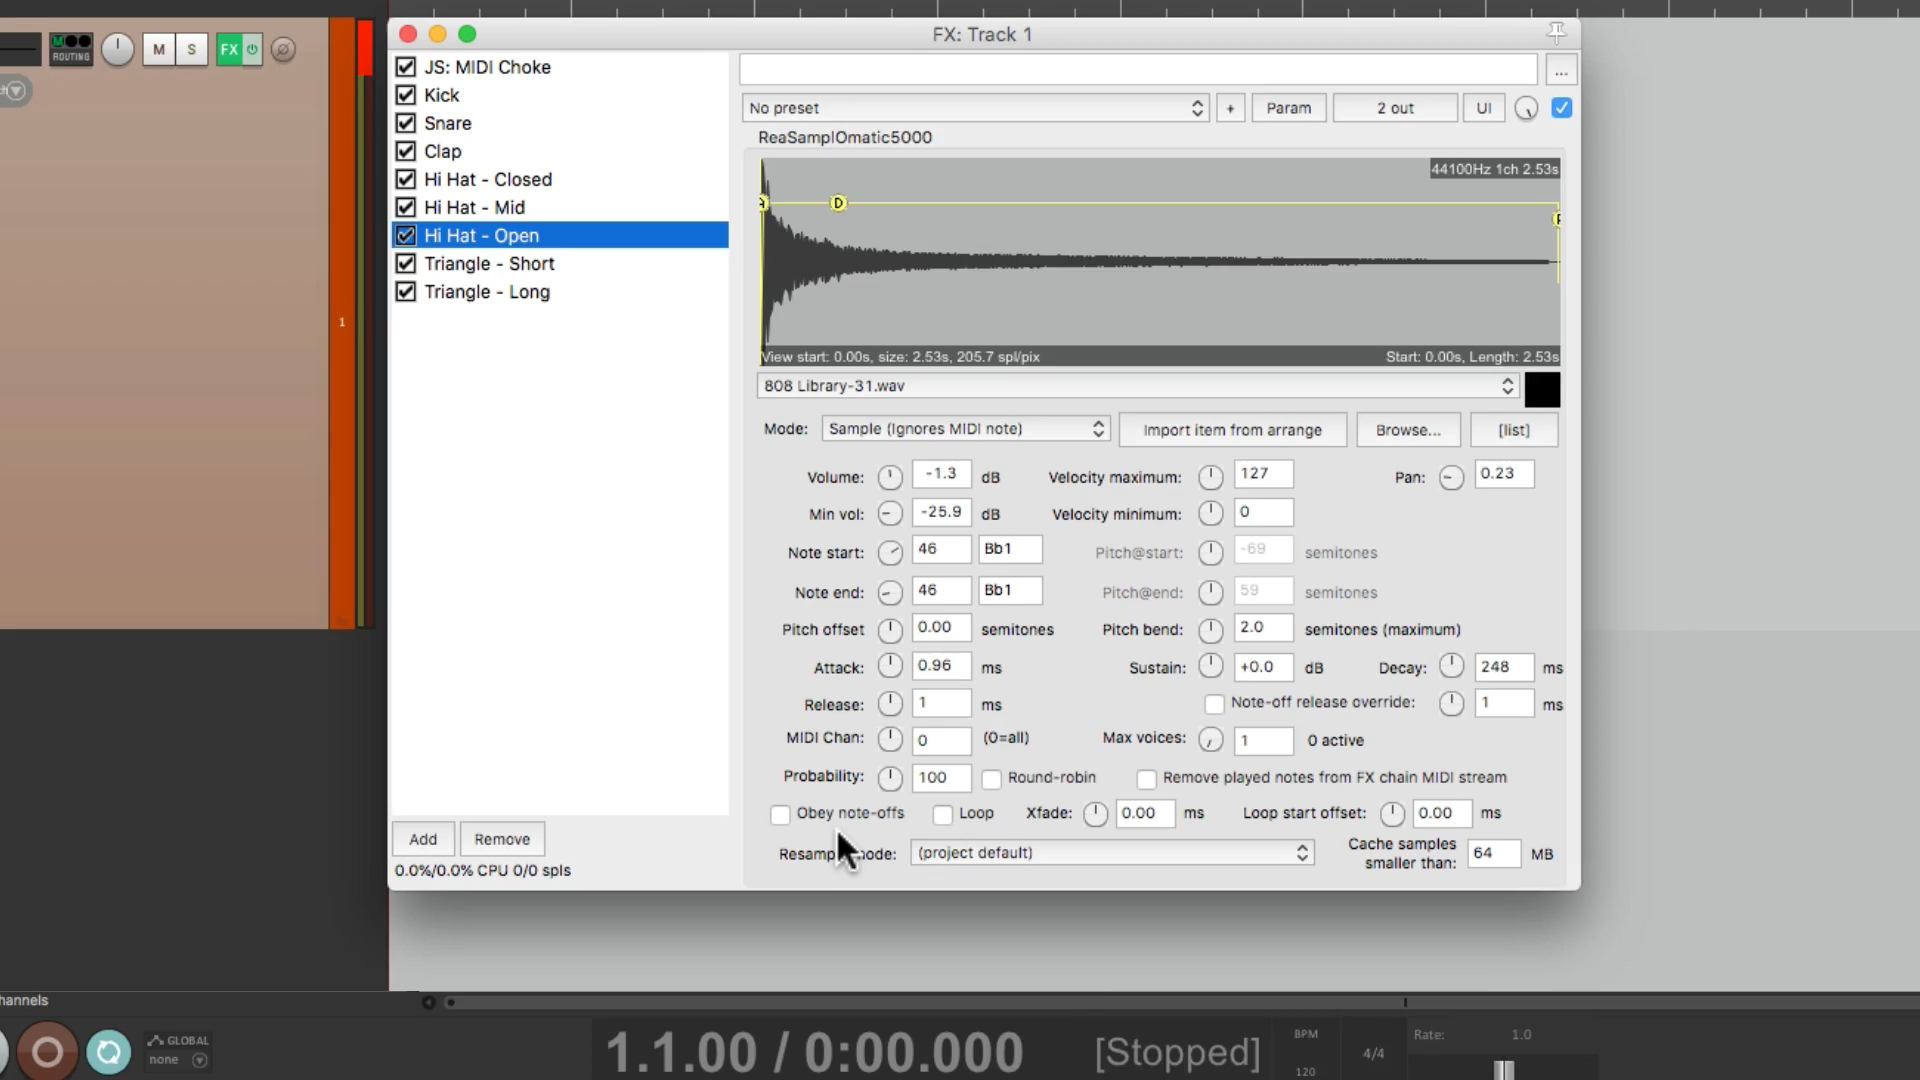 FX: Track 1
ROUTING
M
S
FX
JS: MIDI Choke
Kick
Snare
Clap
Hi Hat - Closed
Hi Hat - Mid
Hi Hat - Open
Triangle - Short
Triangle - Long
1
...
No preset
+
Param
2 out
UI
ReaSamplOmatic5000
44100Hz 1ch 2.53s
A
D
View start: 0.00s, size: 2.53s, 205.7 spl/pix
Start: 0.00s, Length: 2.53s
808 Library-31.wav
Mode:
Sample (Ignores MIDI note)
Import item from arrange
Browse...
[list]
Volume: -1.3 dB
Velocity maximum: 127
Pan: 0.23
Min vol: -25.9 dB
Velocity minimum: 0
Note start: 46 Bb1
Pitch@start: -69 semitones
Note end: 46 Bb1
Pitch@end: 59 semitones
Pitch offset 0.00 semitones
Pitch bend: 2.0 semitones (maximum)
Attack: 0.96 ms
Sustain: +0.0 dB
Decay: 248 ms
Release: 1 ms
Note-off release override: 1 ms
MIDI Chan: 0 (0=all)
Max voices: 1 0 active
Probability: 100
Round-robin
Remove played notes from FX chain MIDI stream
Obey note-offs
Loop
Xfade: 0.00 ms
Loop start offset: 0.00 ms
(project default)
Cache samples
smaller than: 64 MB
Add
Remove
0.0%/0.0% CPU 0/0 spls
hannels
GLOBAL
none
1.1.00 / 0:00.000
[Stopped]
BPM
120
4/4
Rate: 1.0